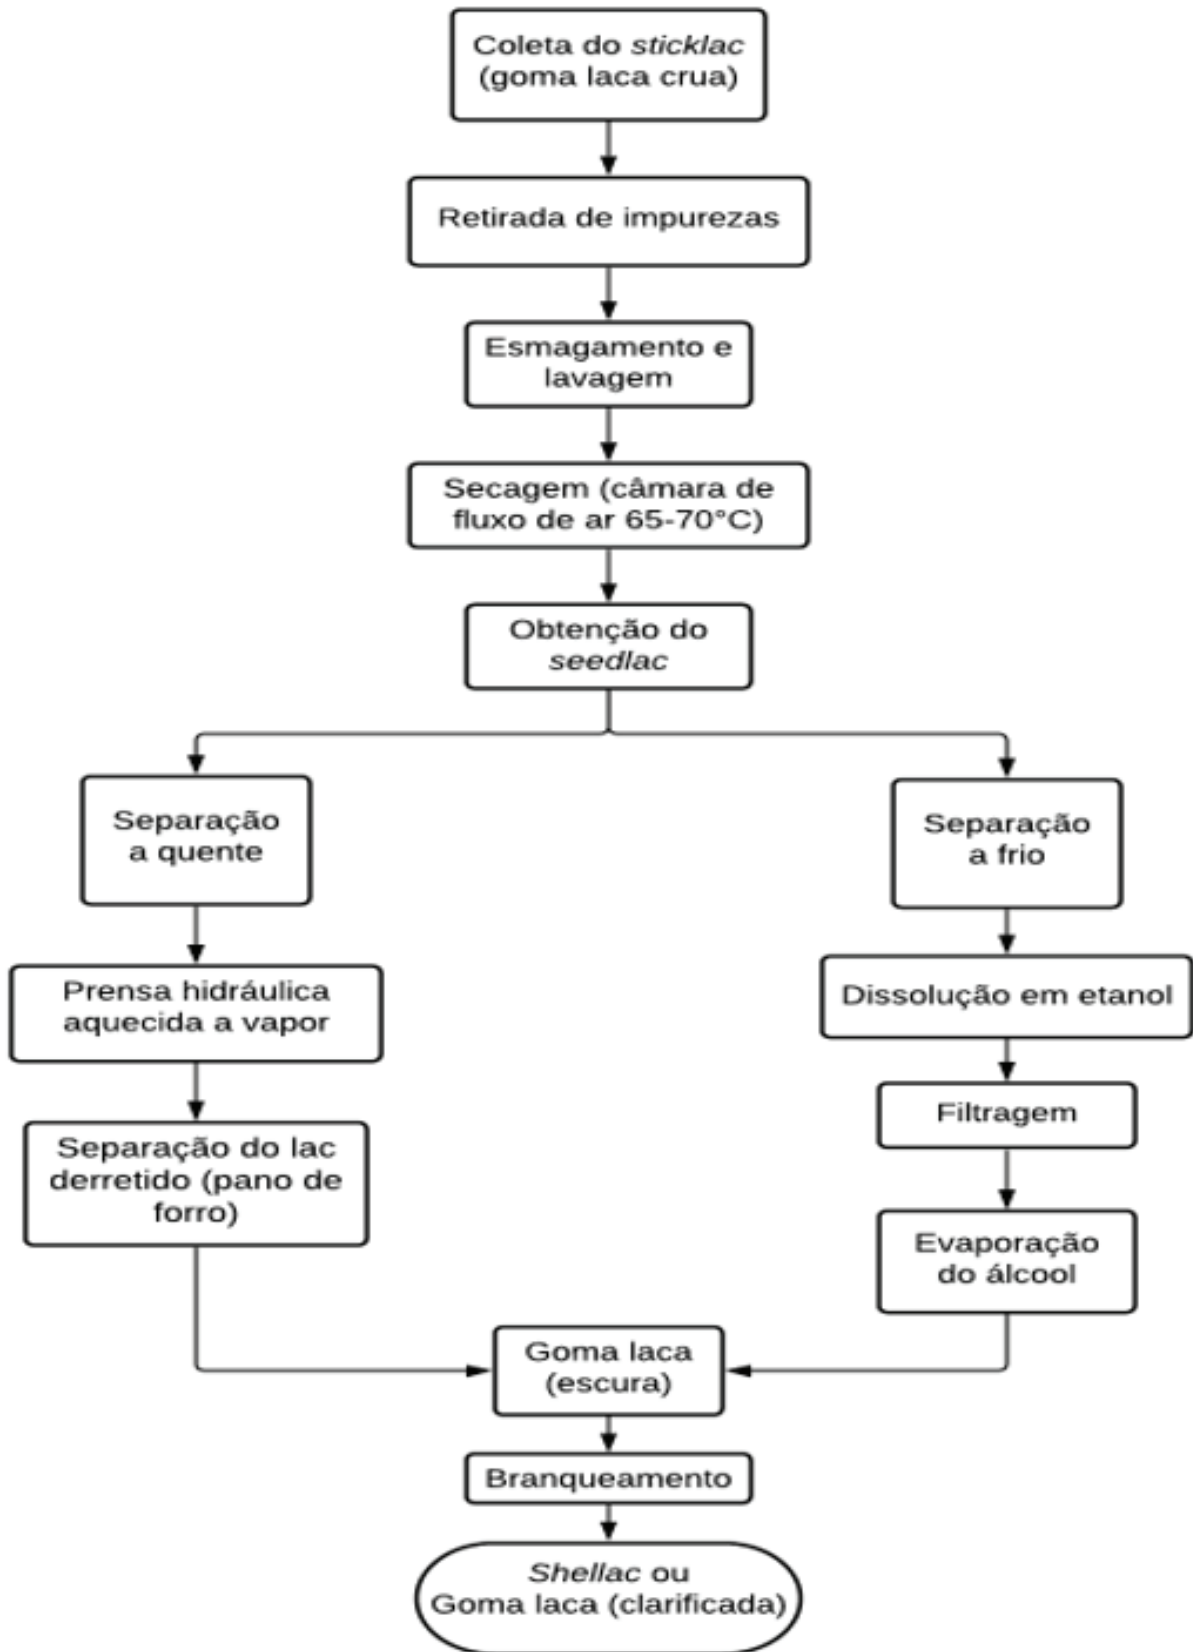 Coleta do sticklac
(goma laca crua)
Retirada de impurezas
Esmagamento e
lavagem
Secagem (câmara de
fluxo de ar 65-70°C)
Obtenção do
seedlac
Separação
a quente
Prensa hidráulica
aquecida a vapor
Separação do lac
derretido (pano de
forro)
Separação
a frio
Dissolução em etanol
Filtragem
Evaporação
do álcool
Goma laca
(escura)
Branqueamento
Shellac ou
Goma laca (clarificada)